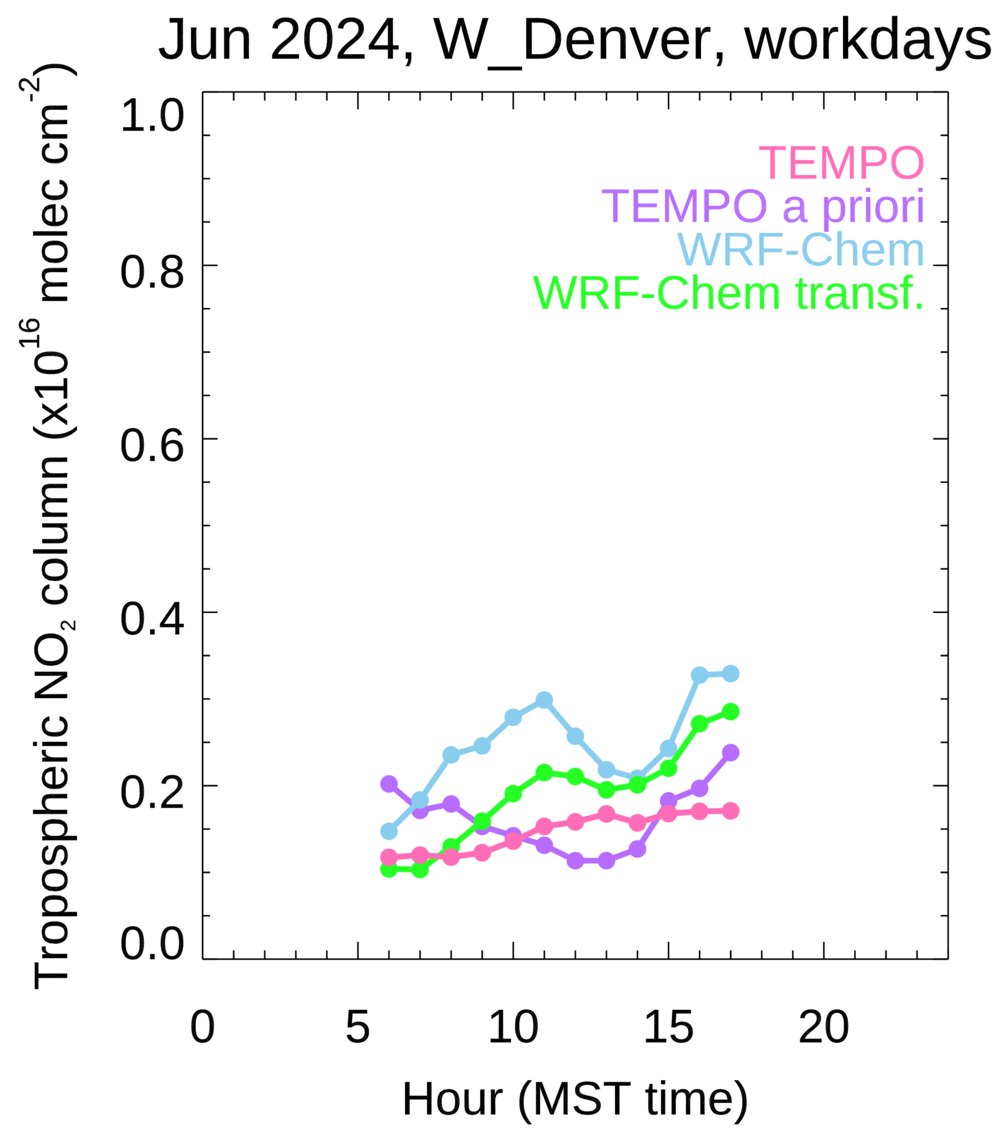 Jun 2024, W_Denver, workdays
Tropospheric NO₂ column (x10¹⁶ molec cm⁻²)
1.0
0.8
0.6
0.4
0.2
0.0
TEMPO
TEMPO a priori
WRF-Chem
WRF-Chem transf.
0 5 10 15 20
Hour (MST time)